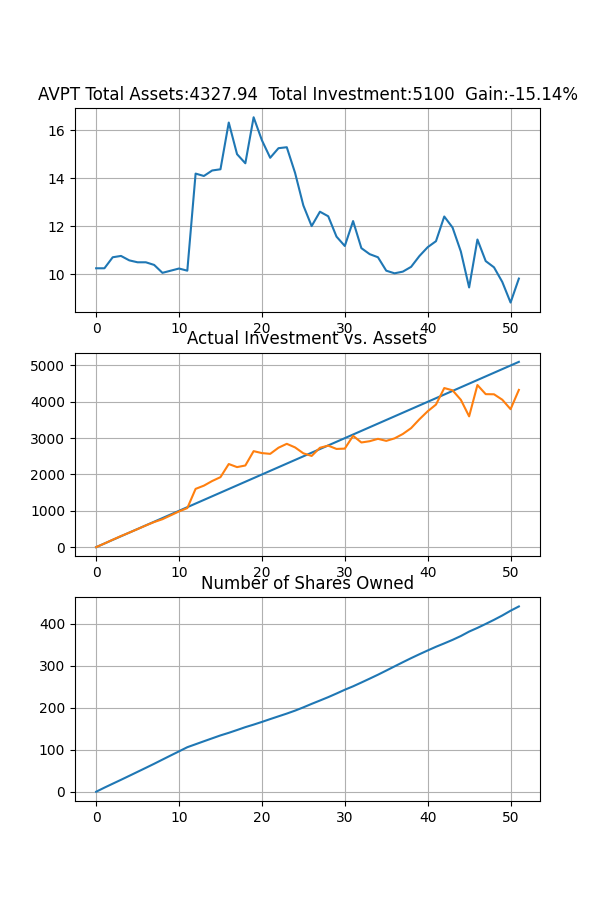 AVPT Total Assets:4327.94  Total Investment:5100  Gain:-15.14%
16
14
12
10
0 10 20 30 40 50
Actual Investment vs. Assets
5000
4000
3000
2000
1000
0
0 10 20 30 40 50
Number of Shares Owned
400
300
200
100
0
0 10 20 30 40 50